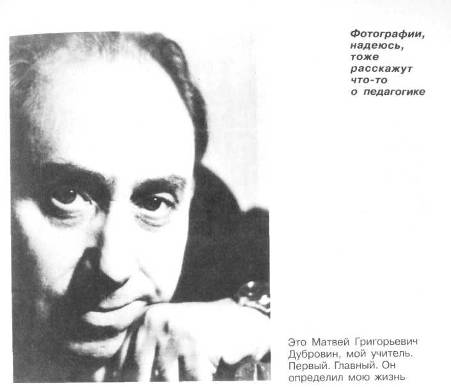 Фотографии,
надеюсь,
тоже
расскажут
что-то
о педагогике
Это Матвей Григорьевич
Дубровин, мой учитель.
Первый. Главный. Он
определил мою жизнь